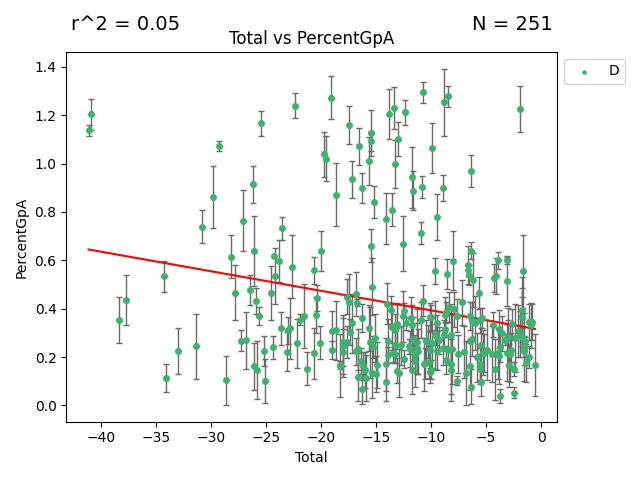 r^2 = 0.05
N = 251
Total vs PercentGpA
D
PercentGpA
1.4
1.2
1.0
0.8
0.6
0.4
0.2
0.0
−40 −35 −30 −25 −20 −15 −10 −5 0
Total